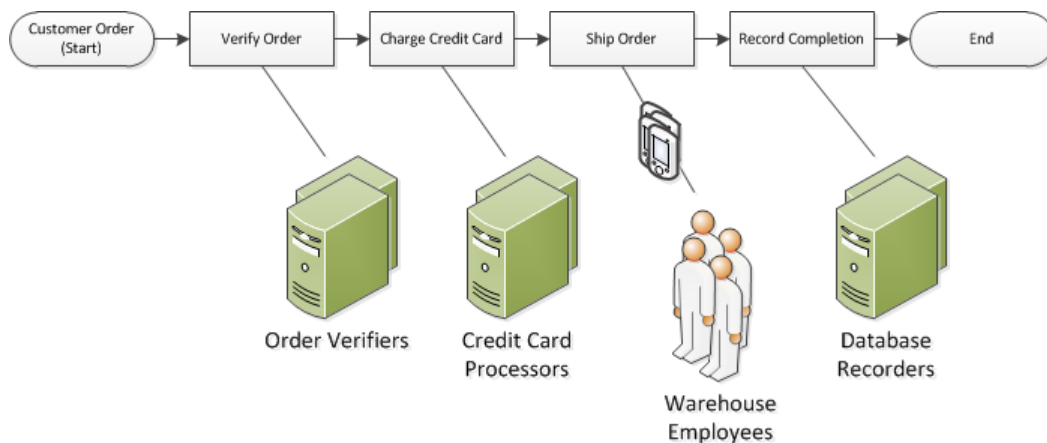 Customer Order
(Start)
Verify Order
Charge Credit Card
Ship Order
Record Completion
End
Order Verifiers
Credit Card
Processors
Warehouse
Employees
Database
Recorders